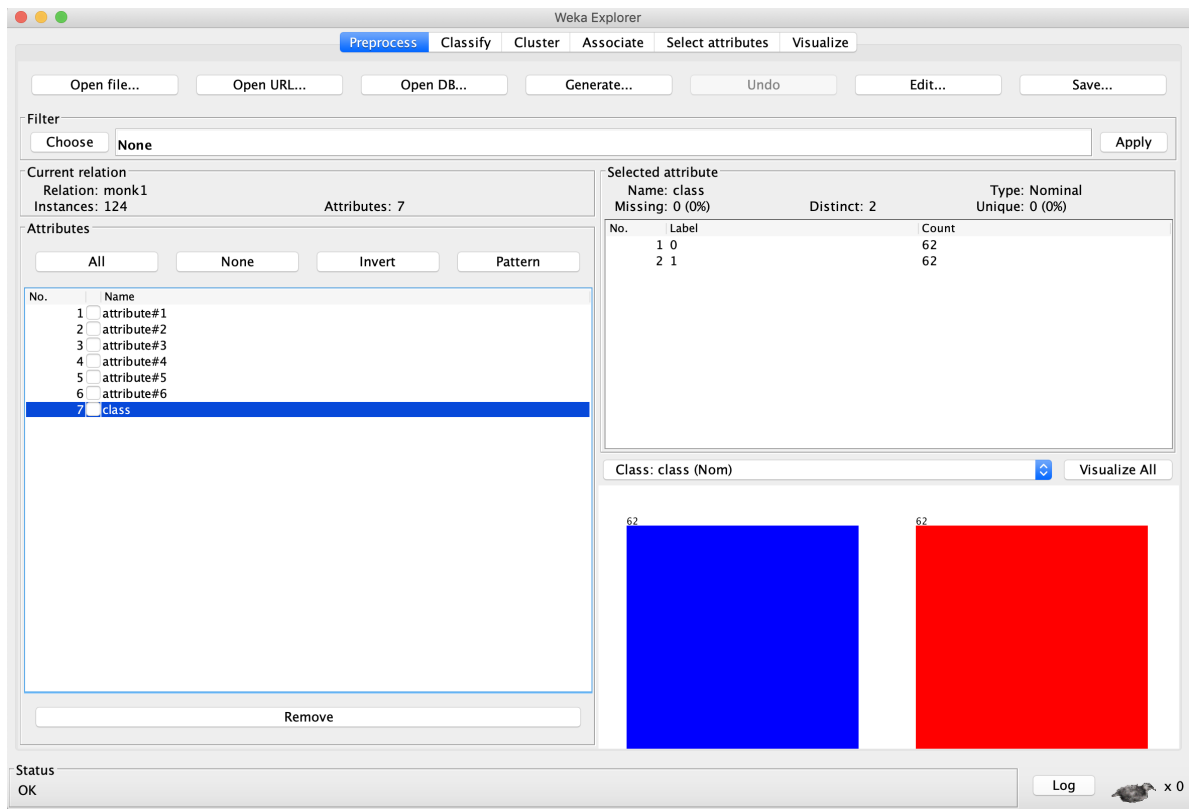 Weka Explorer
Preprocess Classify Cluster Associate Select attributes Visualize
Open file... Open URL... Open DB... Generate... Undo Edit... Save...
Filter
Choose None Apply
Current relation
Relation: monk1
Instances: 124 Attributes: 7
Attributes
All None Invert Pattern
No. Name
1 attribute#1
2 attribute#2
3 attribute#3
4 attribute#4
5 attribute#5
6 attribute#6
7 class
Remove
Selected attribute
Name: class Type: Nominal
Missing: 0 (0%) Distinct: 2 Unique: 0 (0%)
No. Label Count
1 0 62
2 1 62
Class: class (Nom) Visualize All
62 62
Status
OK Log x 0